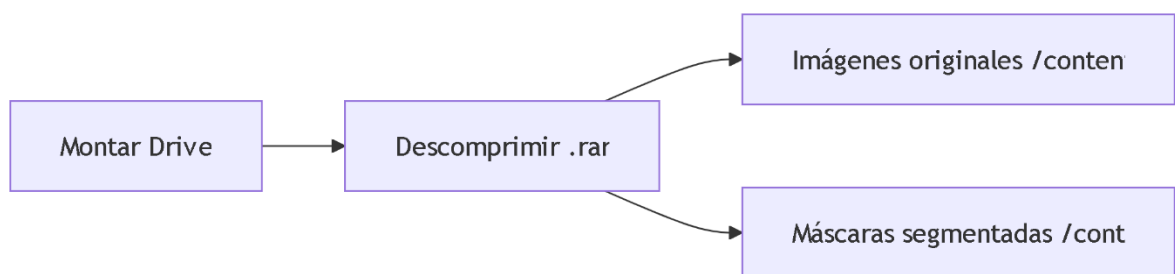 Montar Drive
Descomprimir .rar
Imágenes originales /conten
Máscaras segmentadas /cont